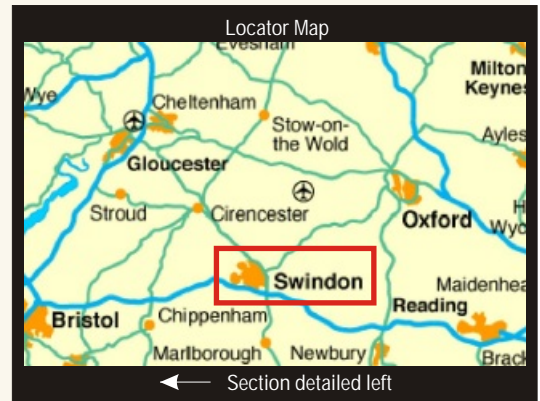 Locator Map
Evesham
Milton
Keynes
Wye
Cheltenham
Stow-on-
the Wold
Ayles
Gloucester
Stroud
Cirencester
Oxford
H
Wyc
Swindon
Maidenhea
Bristol
Chippenham
Reading
Marlborough
Newbury
Brack
Section detailed left